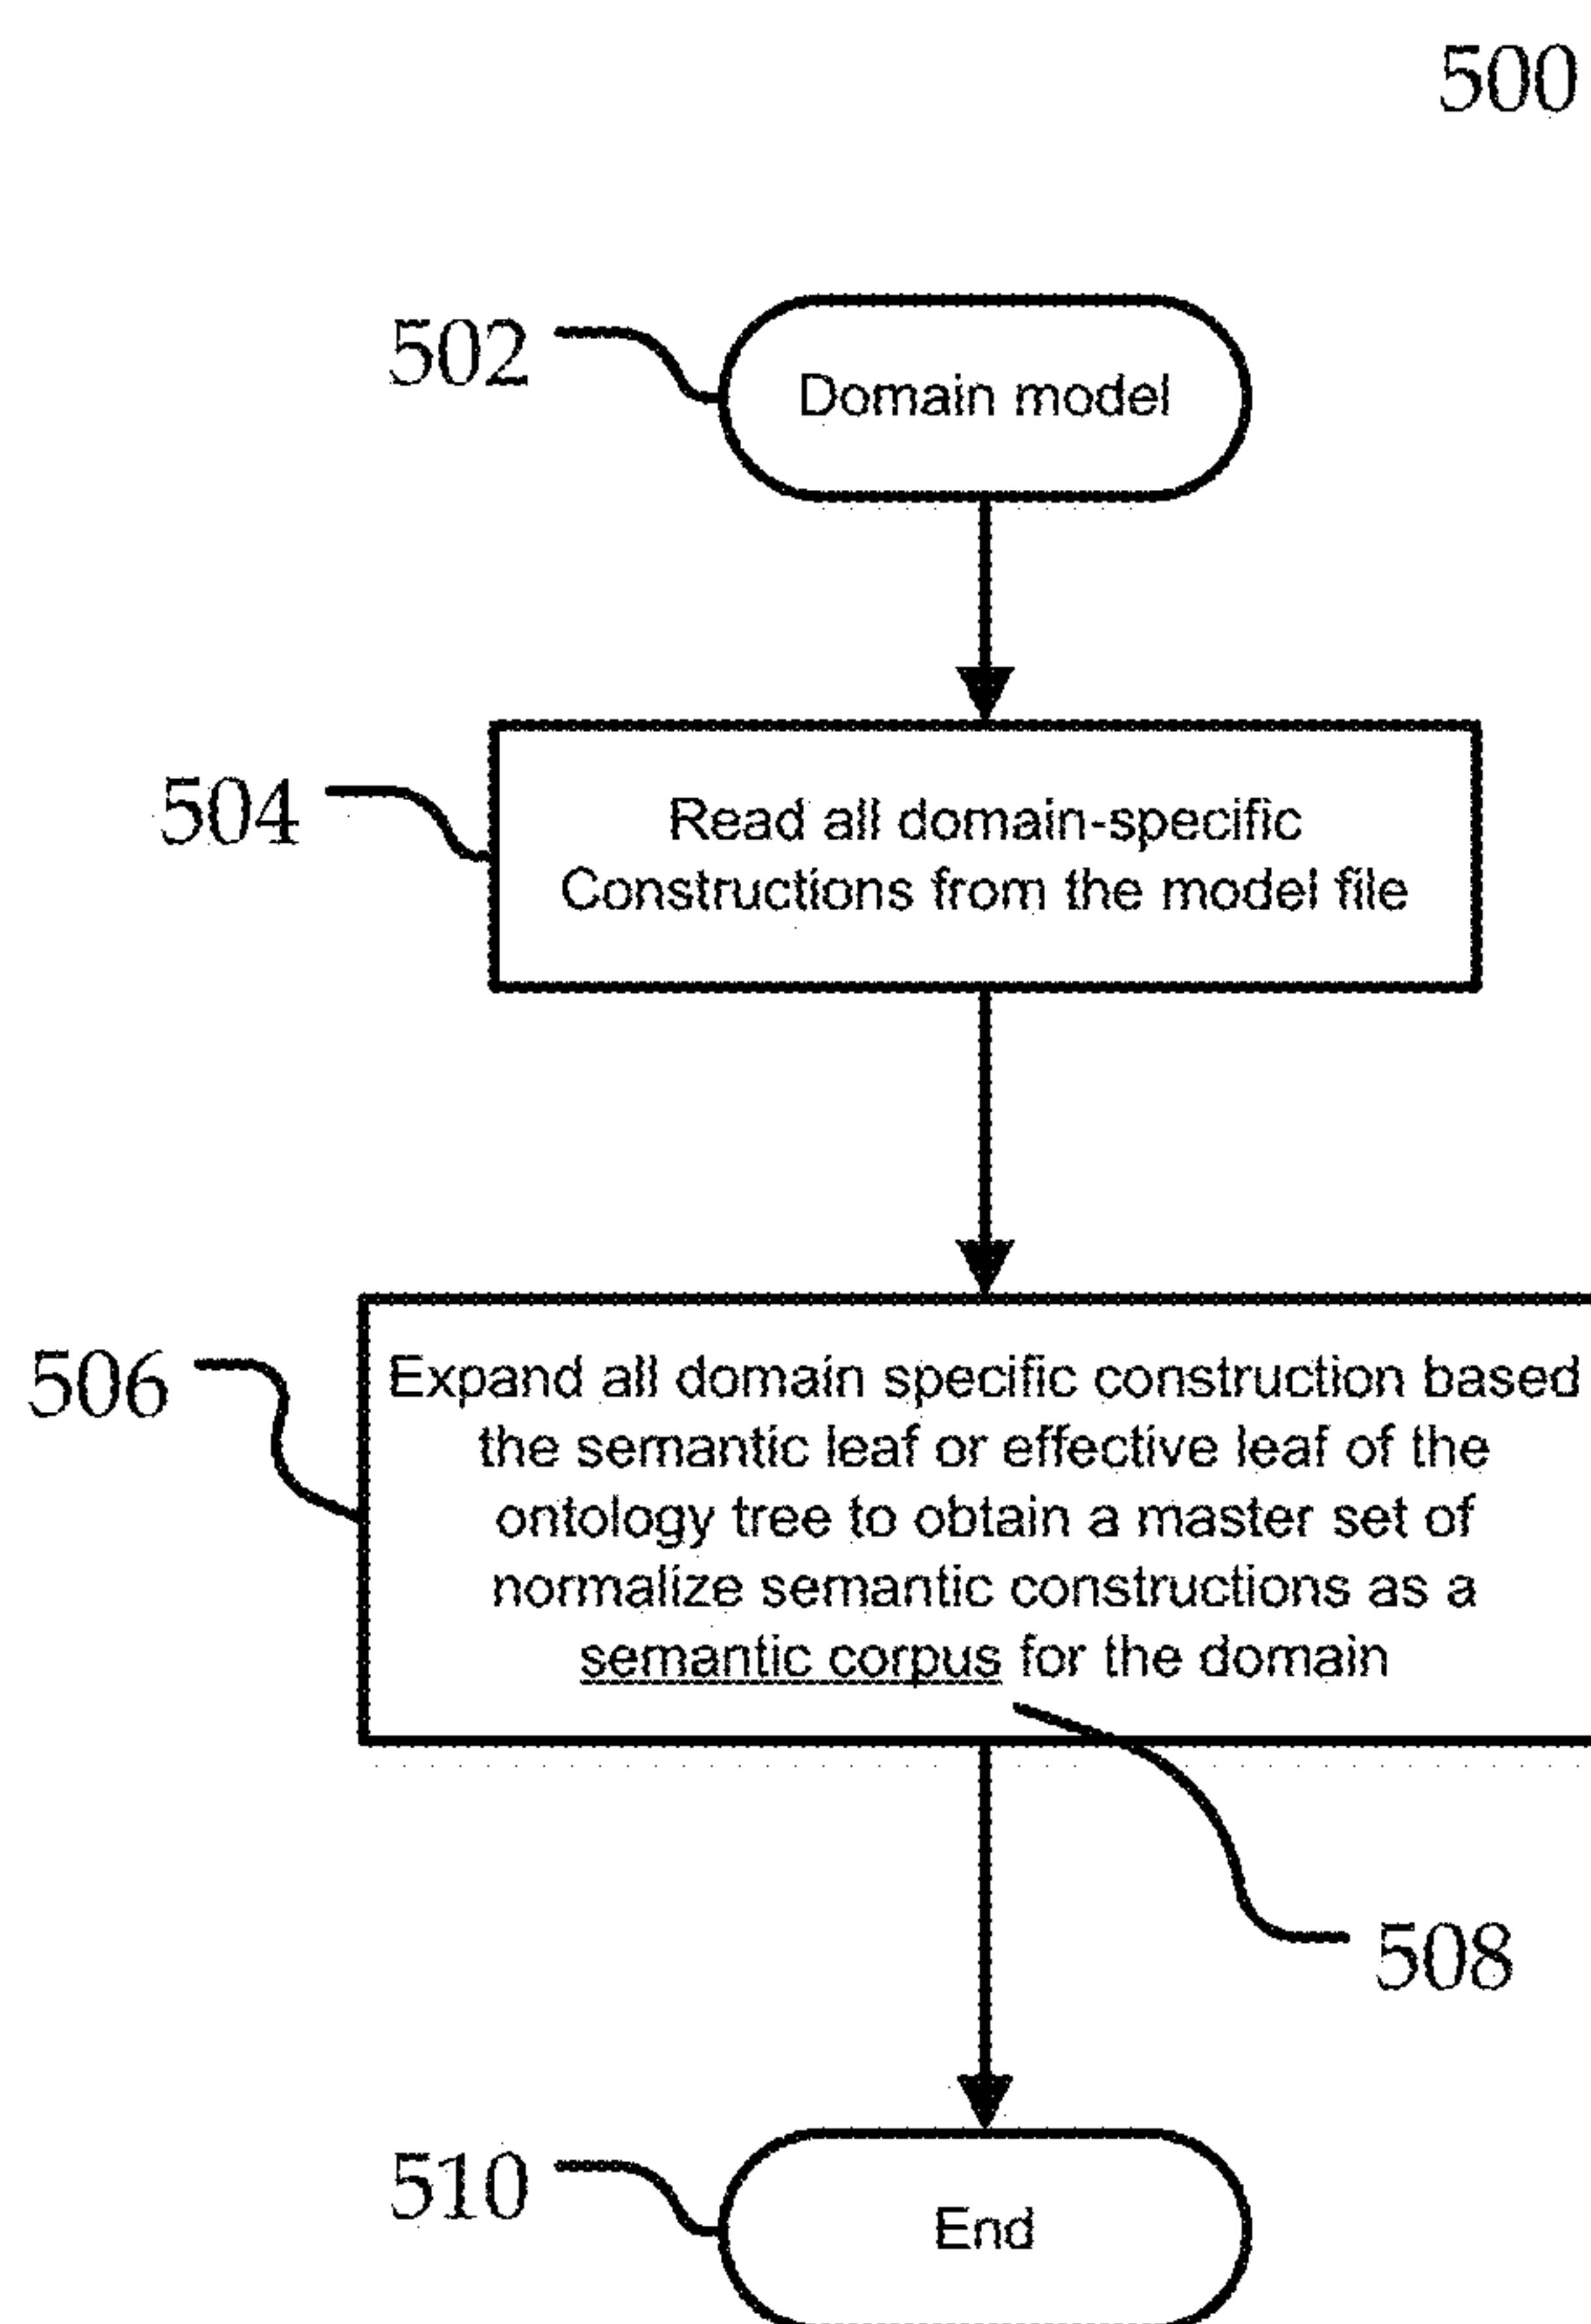 500
502
Domain model
504
Read all domain-specific
Constructions from the model file
506
Expand all domain specific construction based
the semantic leaf or effective leaf of the
ontology tree to obtain a master set of
normalize semantic constructions as a
semantic corpus for the domain
508
510
End